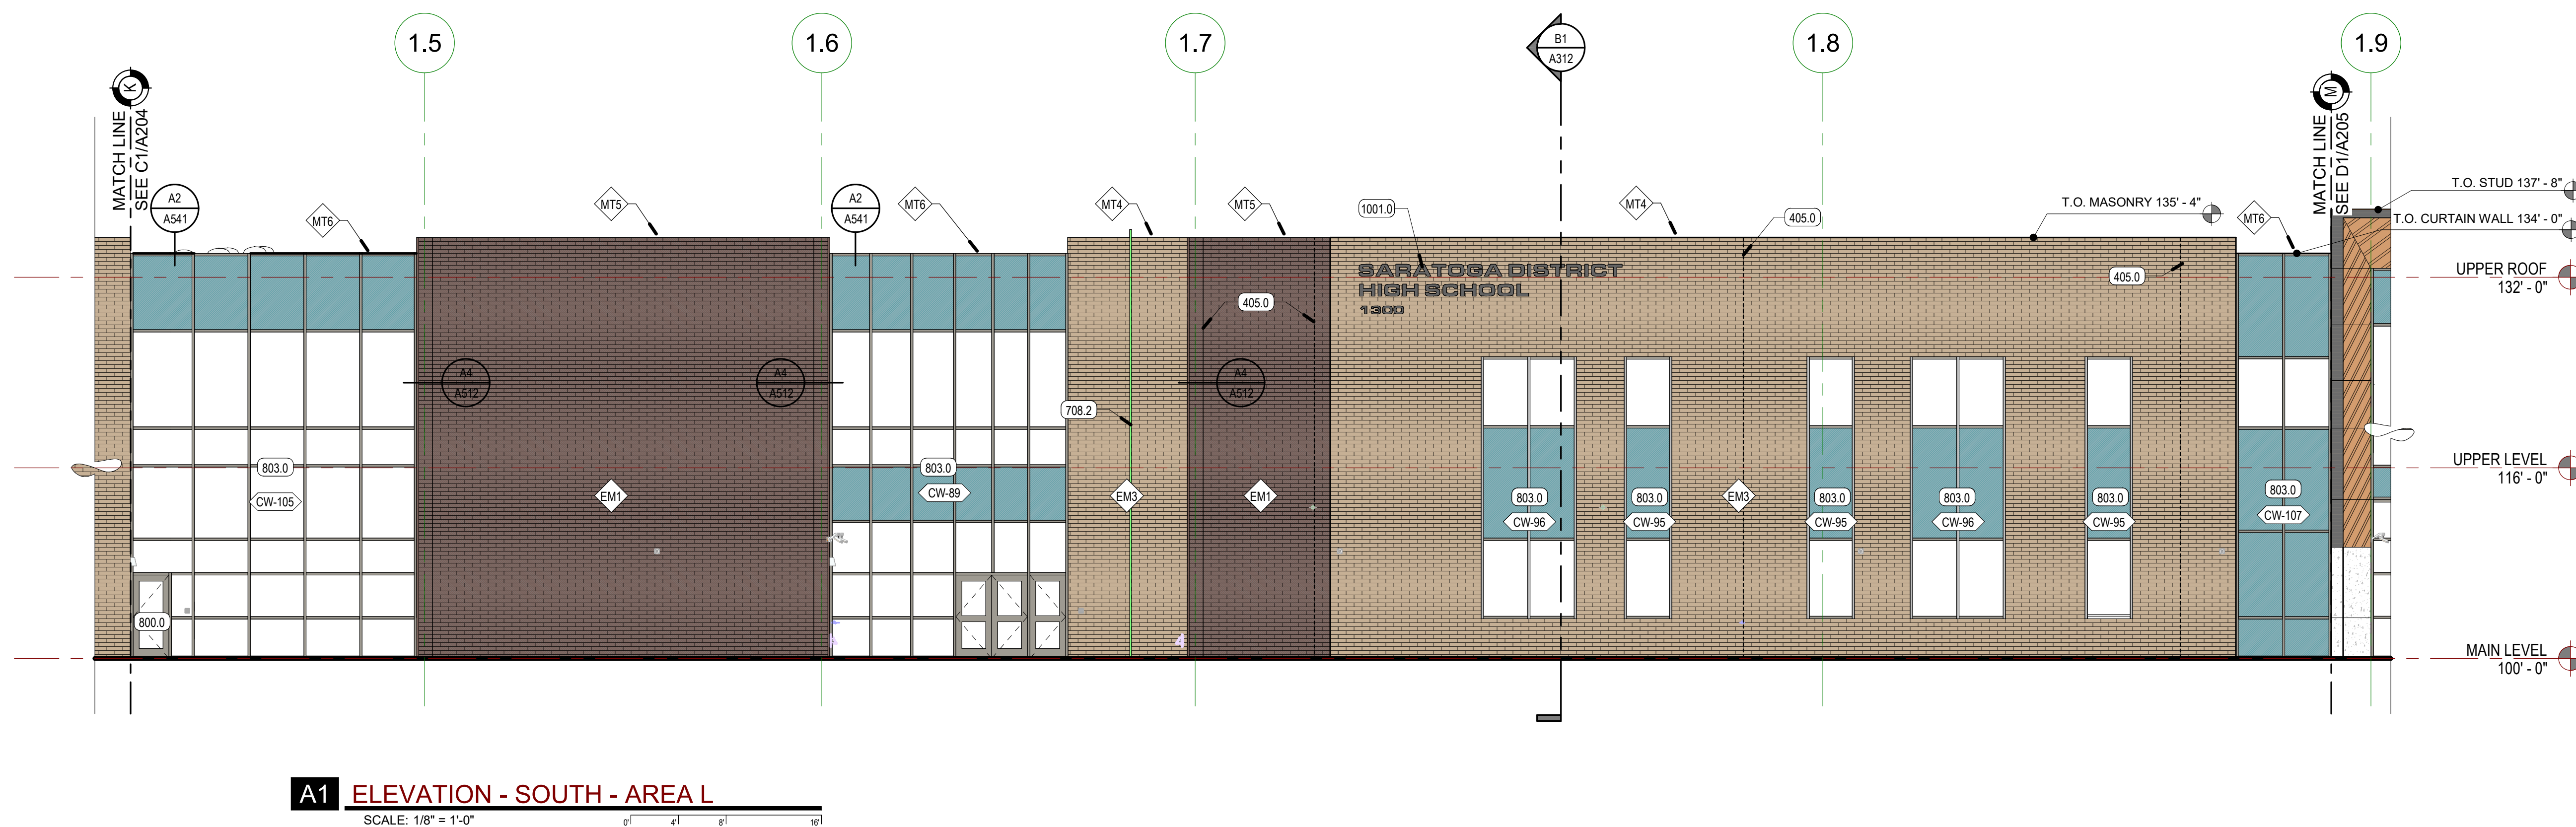 1.5
1.6
1.7
B1
A312
1.8
1.9
K
MATCH LINE
SEE C1/A204
M
MATCH LINE
SEE D1/A205
A2
A541
MT6
MT5
A2
A541
MT6
MT4
MT5
1001.0
MT4
405.0
T.O. MASONRY 135' - 4"
MT6
T.O. STUD 137' - 8"
T.O. CURTAIN WALL 134' - 0"
SARATOGA DISTRICT
HIGH SCHOOL
1300
405.0
405.0
UPPER ROOF
132' - 0"
A4
A512
A4
A512
A4
A512
708.2
803.0
CW-105
EM1
803.0
CW-89
EM3
EM1
803.0
CW-96
803.0
CW-95
EM3
803.0
CW-95
803.0
CW-96
803.0
CW-95
803.0
CW-107
UPPER LEVEL
116' - 0"
800.0
MAIN LEVEL
100' - 0"
A1 ELEVATION - SOUTH - AREA L
SCALE: 1/8" = 1'-0"
0' 4' 8' 16'